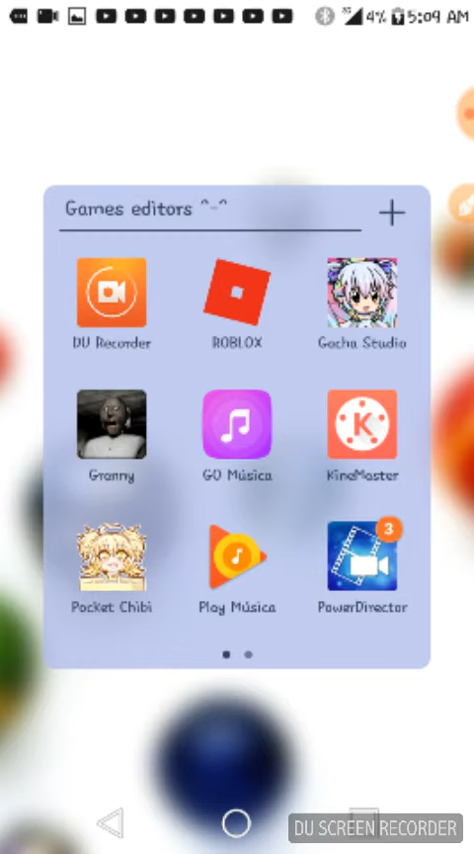 3G 4% 5:09 AM
Games editors ^-^
DU Recorder ROBLOX Gacha Studio
Granny GO Música KineMaster
3
Pocket Chibi Play Música PowerDirector
DU SCREEN RECORDER